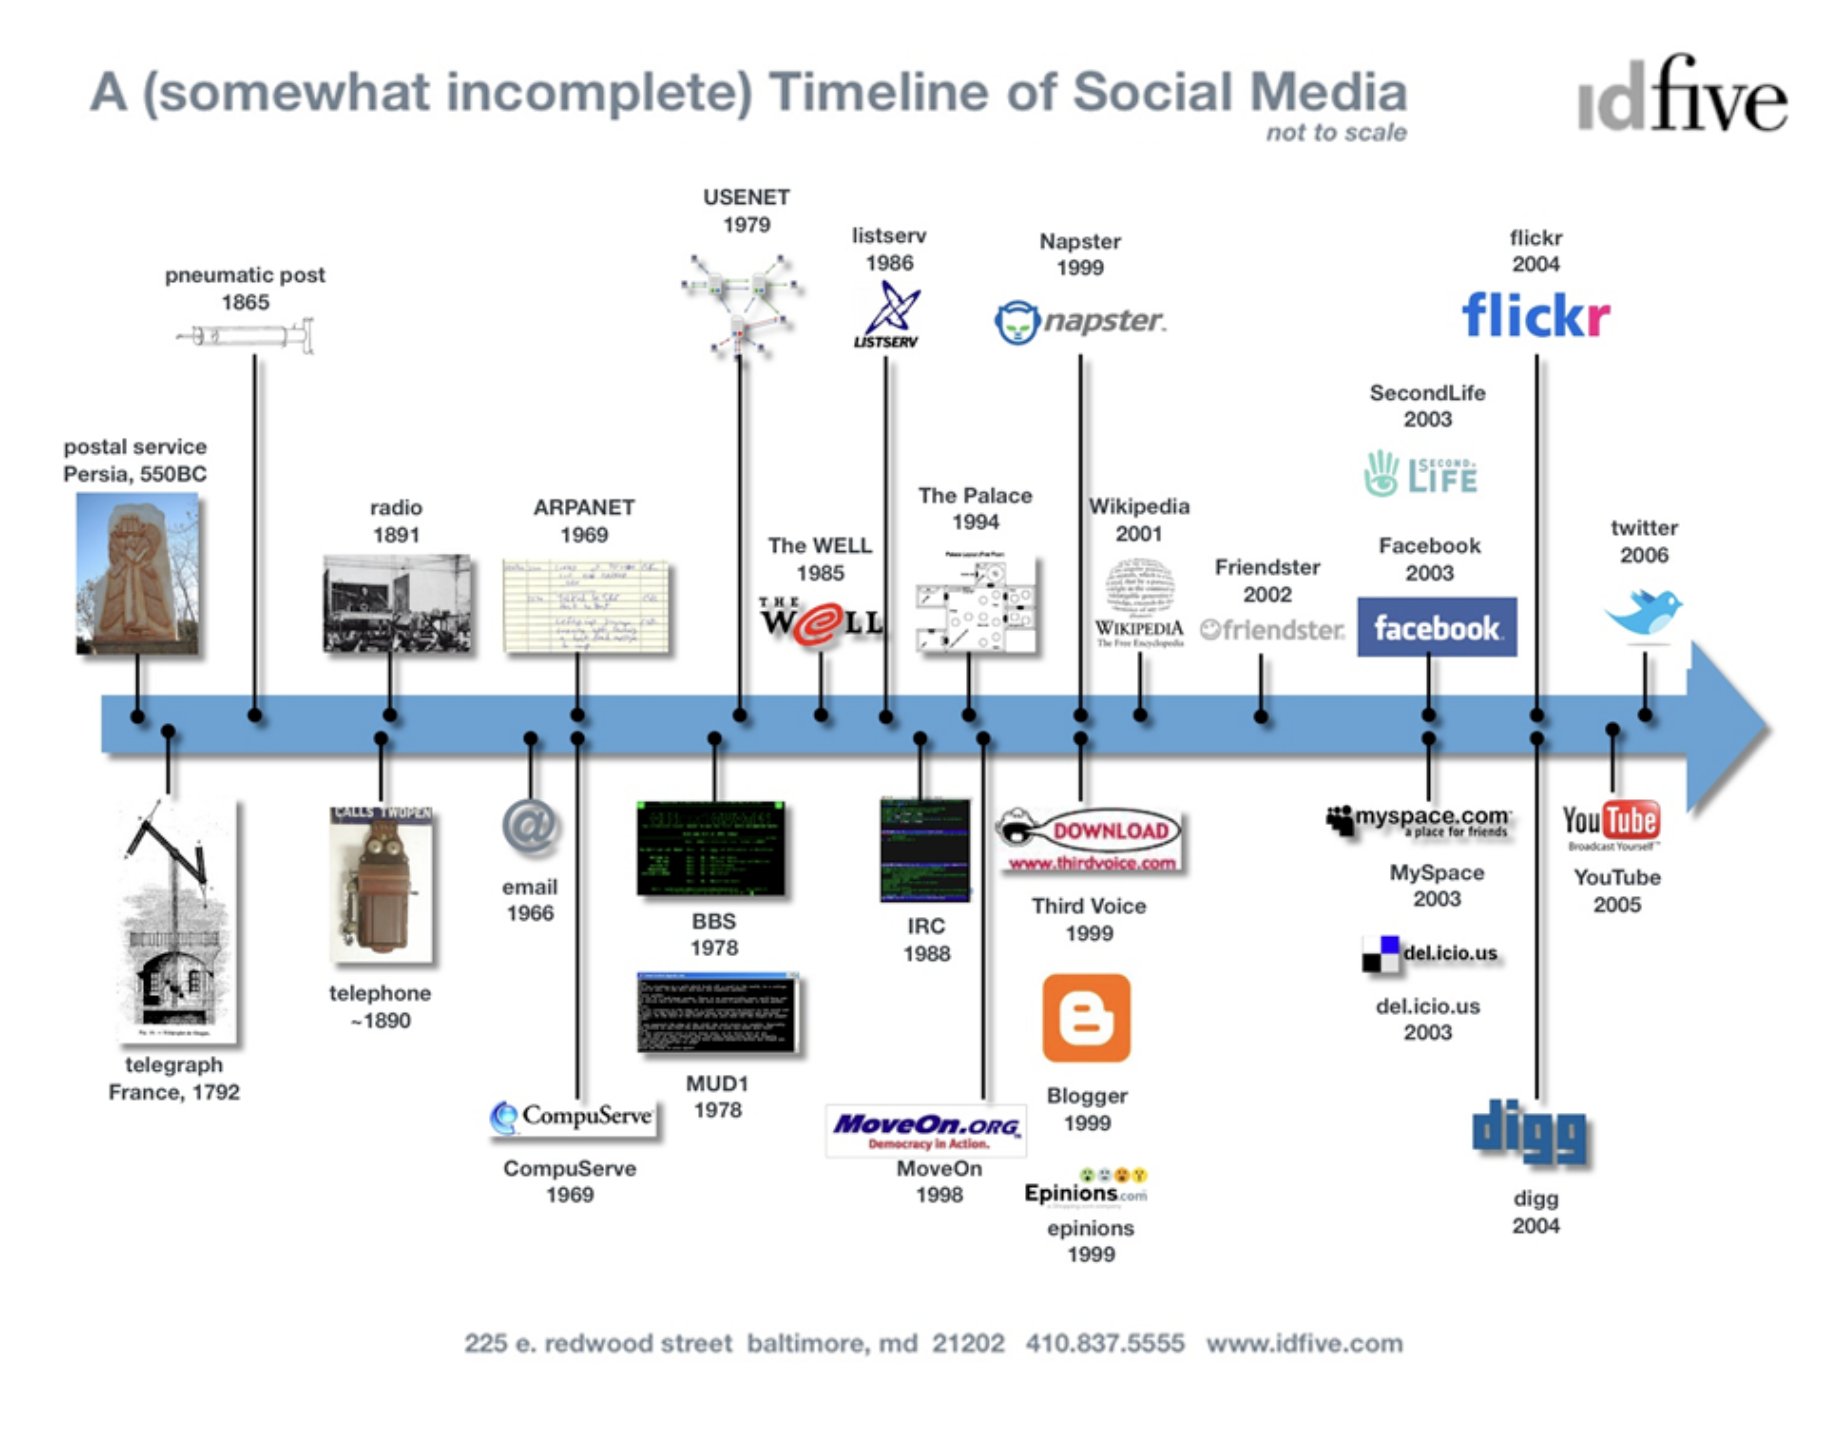 A (somewhat incomplete) Timeline of Social Media
not to scale
idfive
USENET
1979
listserv
1986
LISTSERV
Napster
1999
napster.
flickr
2004
flickr
pneumatic post
1865
SecondLife
2003
SECOND LIFE
postal service
Persia, 550BC
radio
1891
ARPANET
1969
The WELL
1985
THE WELL
The Palace
1994
Wikipedia
2001
WIKIPEDIA
The Free Encyclopedia
Friendster
2002
friendster.
Facebook
2003
facebook.
twitter
2006
telegraph
France, 1792
CALLS
telephone
~1890
@
email
1966
CompuServe
CompuServe
1969
BBS
1978
MUD1
1978
IRC
1988
MoveOn.ORG
Democracy in Action.
MoveOn
1998
DOWNLOAD
www.thirdvoice.com
Third Voice
1999
Blogger
1999
Epinions.com
epinions
1999
myspace.com
a place for friends
MySpace
2003
del.icio.us
del.icio.us
2003
digg
digg
2004
YouTube
Broadcast Yourself™
YouTube
2005
225 e. redwood street baltimore, md 21202 410.837.5555 www.idfive.com